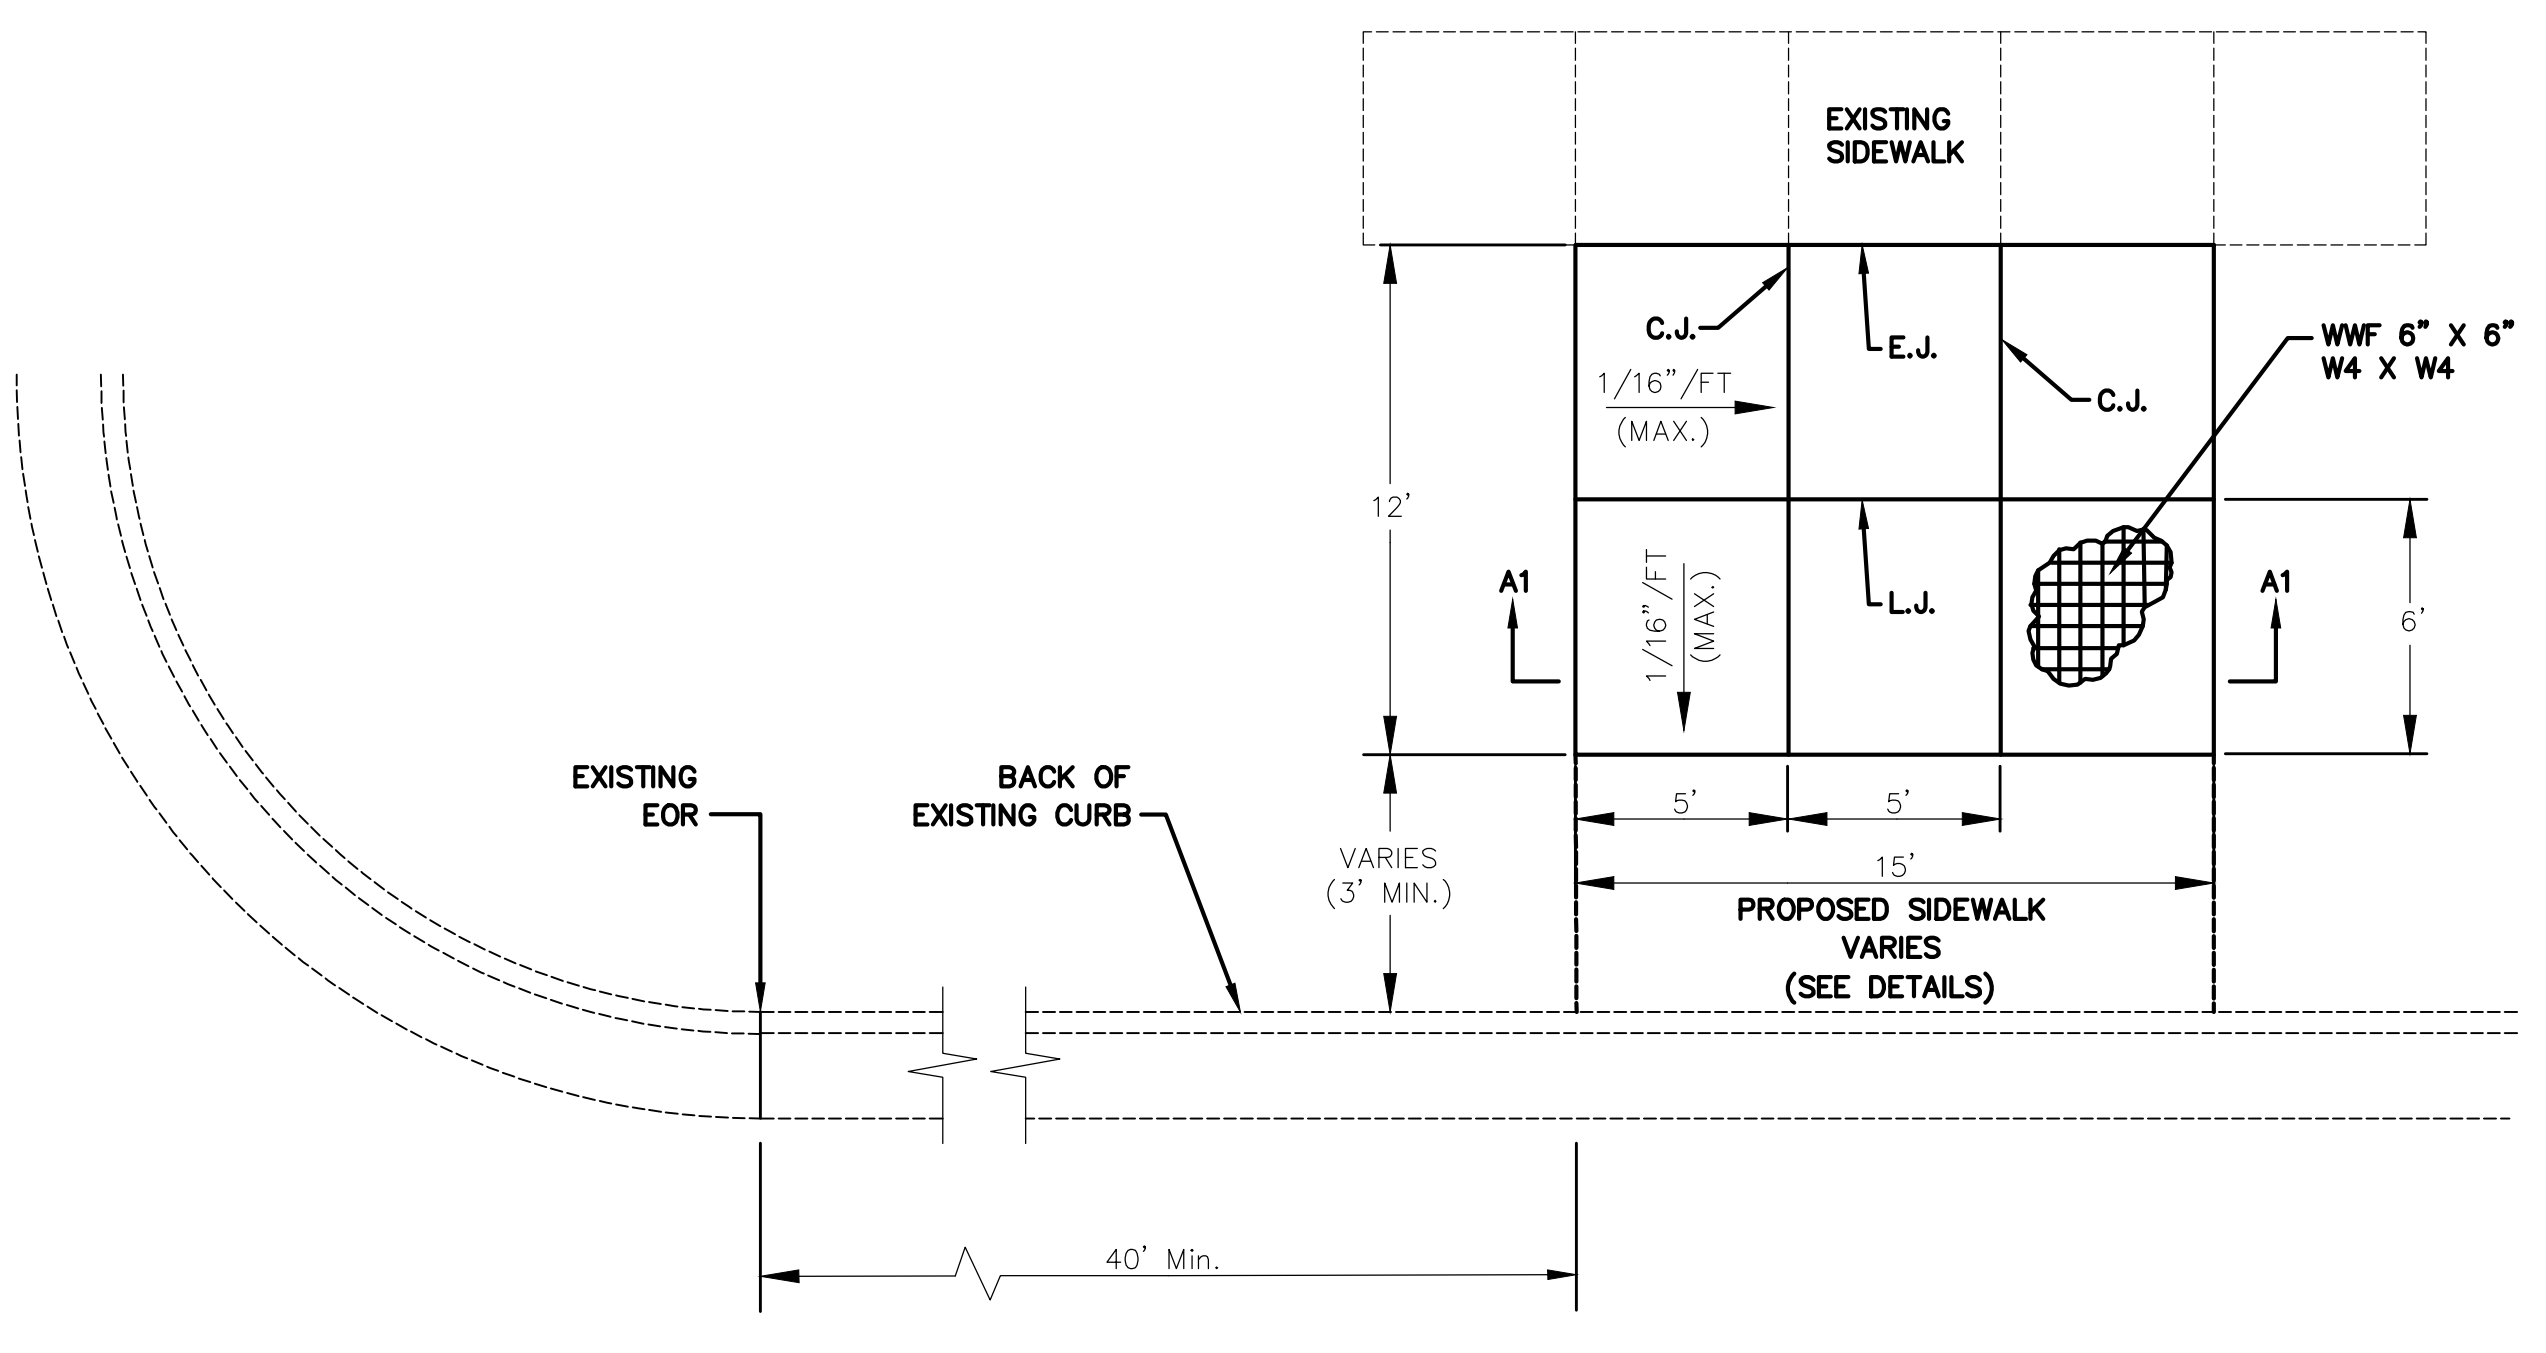 EXISTING
SIDEWALK
C.J.
E.J.
WWF 6” X 6”
W4 X W4
1/16”/FT
(MAX.)
C.J.
12’
A1
1/16”/FT
(MAX.)
L.J.
A1
6’
EXISTING
EOR
BACK OF
EXISTING CURB
VARIES
(3’ MIN.)
5’
5’
15’
PROPOSED SIDEWALK
VARIES
(SEE DETAILS)
40’ Min.